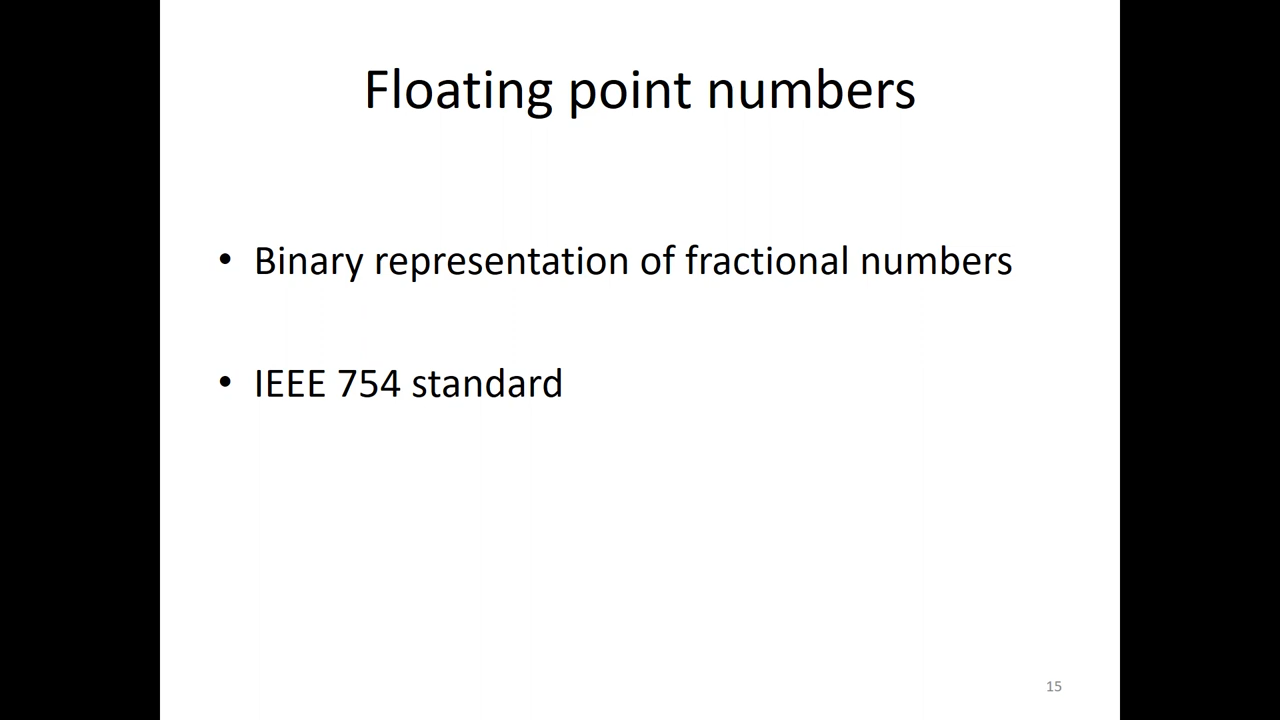 Floating point numbers
• Binary representation of fractional numbers
• IEEE 754 standard
15